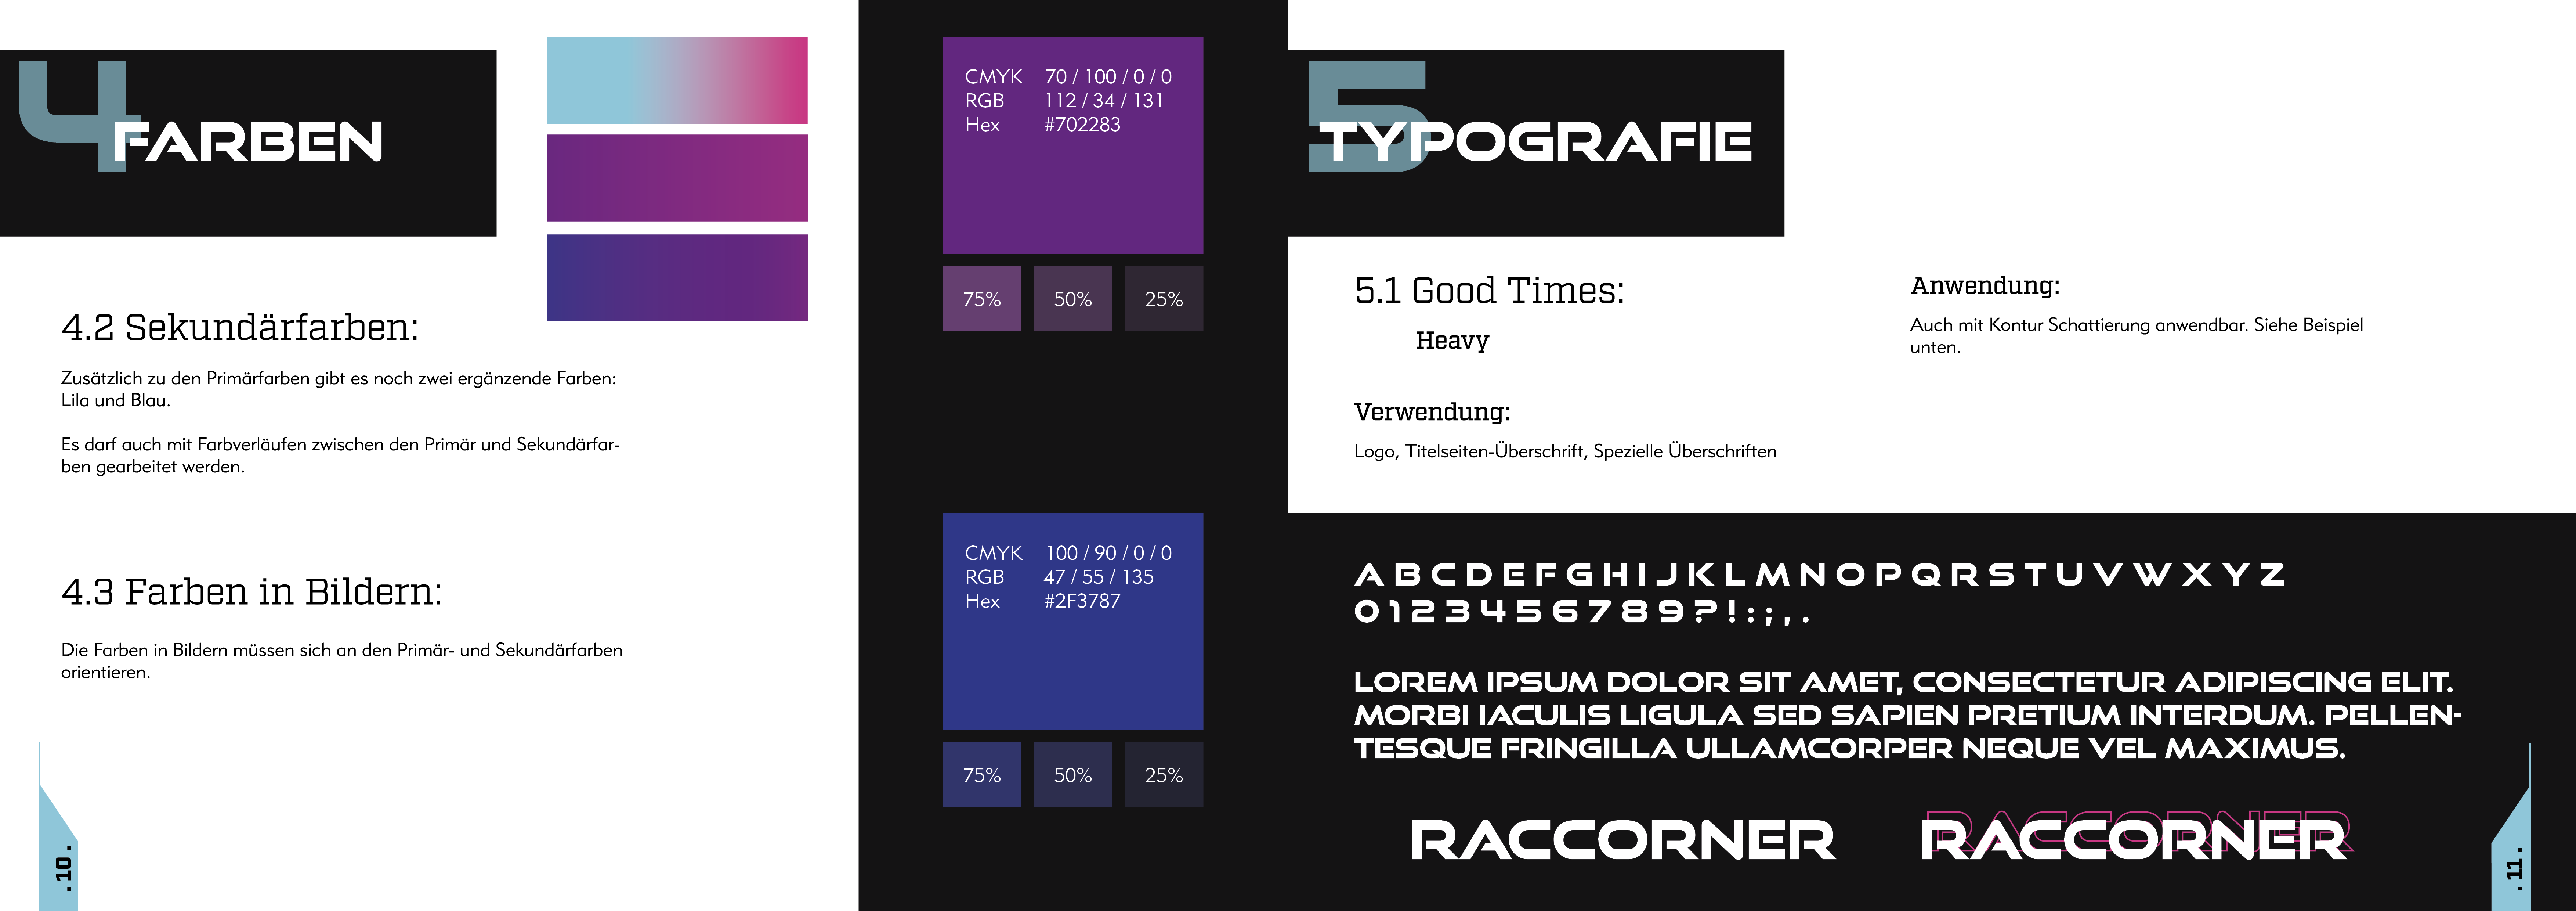 4
FARBEN
4.2 Sekundärfarben:
Zusätzlich zu den Primärfarben gibt es noch zwei ergänzende Farben:
Lila und Blau.
Es darf auch mit Farbverläufen zwischen den Primär und Sekundärfar-
ben gearbeitet werden.
4.3 Farben in Bildern:
Die Farben in Bildern müssen sich an den Primär- und Sekundärfarben
orientieren.
. 10 .
CMYK 70 / 100 / 0 / 0
RGB 112 / 34 / 131
Hex #702283
75% 50% 25%
CMYK 100 / 90 / 0 / 0
RGB 47 / 55 / 135
Hex #2F3787
75% 50% 25%
5
TYPOGRAFIE
5.1 Good Times:
Heavy
Verwendung:
Logo, Titelseiten-Überschrift, Spezielle Überschriften
Anwendung:
Auch mit Kontur Schattierung anwendbar. Siehe Beispiel
unten.
A B C D E F G H I J K L M N O P Q R S T U V W X Y Z
0 1 2 3 4 5 6 7 8 9 ? ! : ; , .
LOREM IPSUM DOLOR SIT AMET, CONSECTETUR ADIPISCING ELIT.
MORBI IACULIS LIGULA SED SAPIEN PRETIUM INTERDUM. PELLEN-
TESQUE FRINGILLA ULLAMCORPER NEQUE VEL MAXIMUS.
RACCORNER RACCORNER
. 11 .